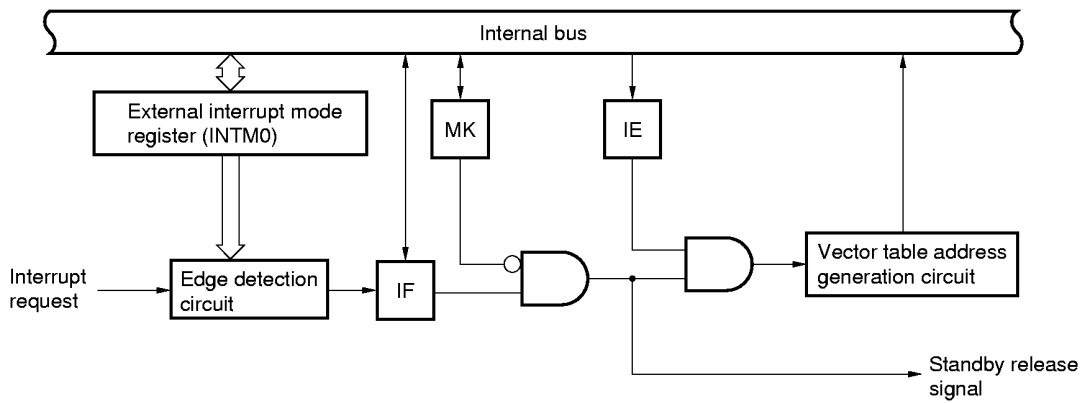 Internal bus
External interrupt mode
register (INTM0)
MK
IE
Interrupt
request
Edge detection
circuit
IF
Vector table address
generation circuit
Standby release
signal